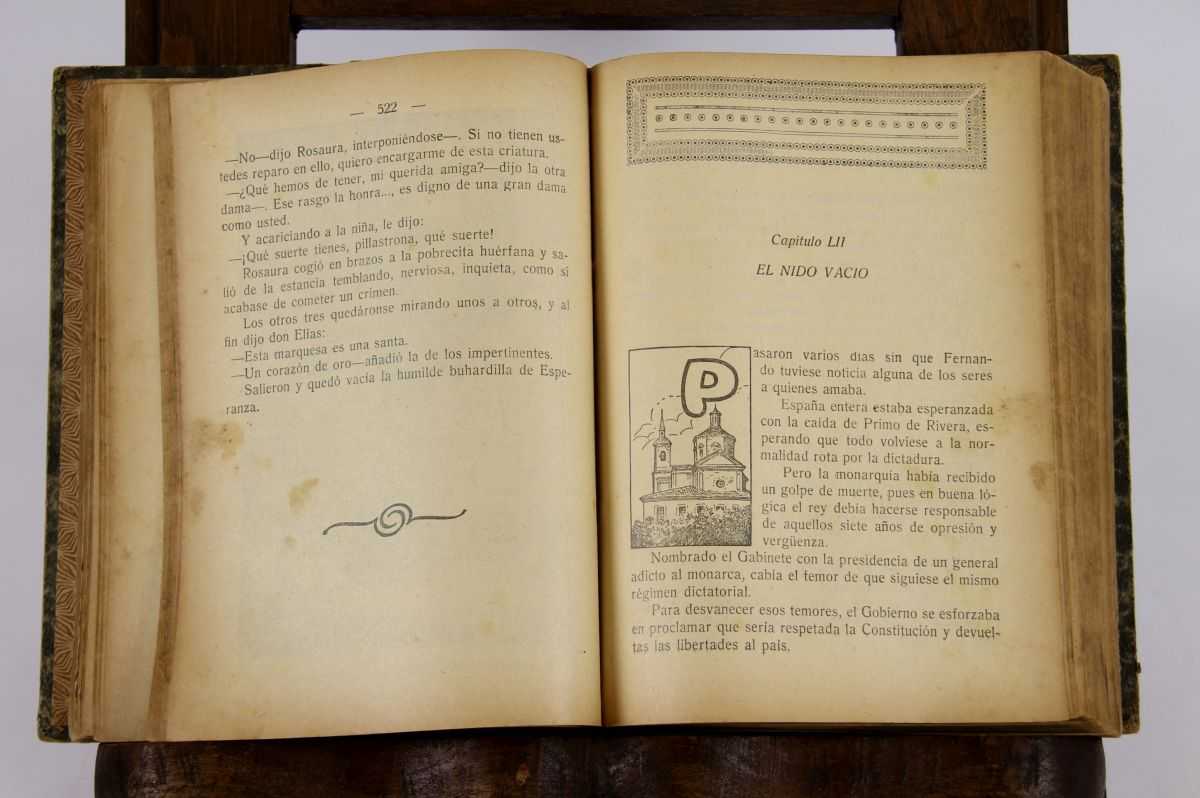 — 522 —
—No—dijo Rosaura, interponiéndose—. Si no tienen us-
tedes reparo en ello, quiero encargarme de esta criatura.
—¿Qué hemos de tener, mi querida amiga?—dijo la otra
dama—. Ese rasgo la honra..., es digno de una gran dama
como usted.
Y acariciando a la niña, le dijo:
—¡Qué suerte tienes, pillastrona, qué suerte!
Rosaura cogió en brazos a la pobrecita huérfana y sa-
lió de la estancia temblando, nerviosa, inquieta, como si
acabase de cometer un crimen.
Los otros tres quedáronse mirando unos a otros, y al
fin dijo don Elías:
—Esta marquesa es una santa.
—Un corazón de oro—añadió la de los impertinentes.
Salieron y quedó vacía la humilde buhardilla de Espe-
ranza.
Capítulo LII
EL NIDO VACIO
Pasaron varios días sin que Fernan-
do tuviese noticia alguna de los seres
a quienes amaba.
España entera estaba esperanzada
con la caída de Primo de Rivera, es-
perando que todo volviese a la nor-
malidad rota por la dictadura.
Pero la monarquía había recibido
un golpe de muerte, pues en buena ló-
gica el rey debía hacerse responsable
de aquellos siete años de opresión y
vergüenza.
Nombrado el Gabinete con la presidencia de un general
adicto al monarca, cabía el temor de que siguiese el mismo
régimen dictatorial.
Para desvanecer esos temores, el Gobierno se esforzaba
en proclamar que sería respetada la Constitución y devuel-
tas las libertades al país.